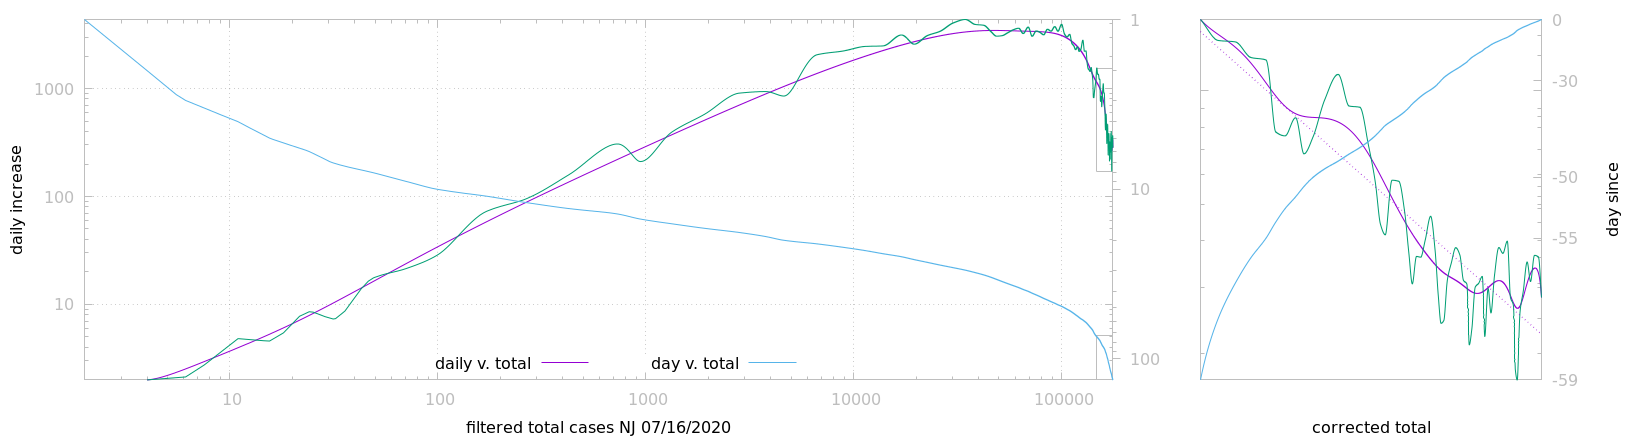 daily increase
1000
100
10
10
100
1000
10000
100000
filtered total cases NJ 07/16/2020
daily v. total
day v. total
1
10
100
0
-30
-50
-55
-59
day since
corrected total